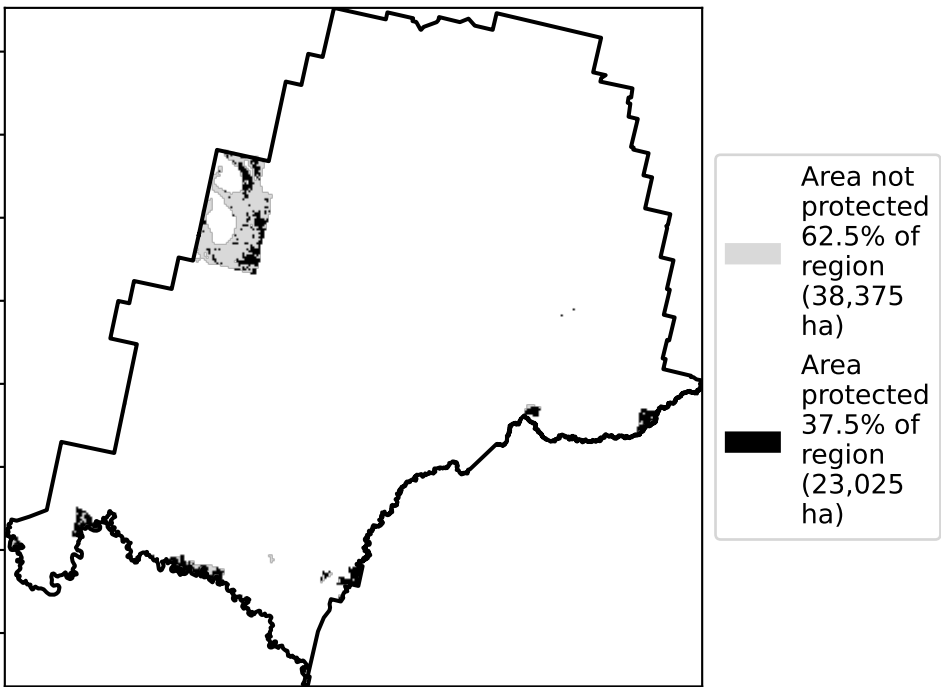 Area not
protected
62.5% of
region
(38,375
ha)
Area
protected
37.5% of
region
(23,025
ha)